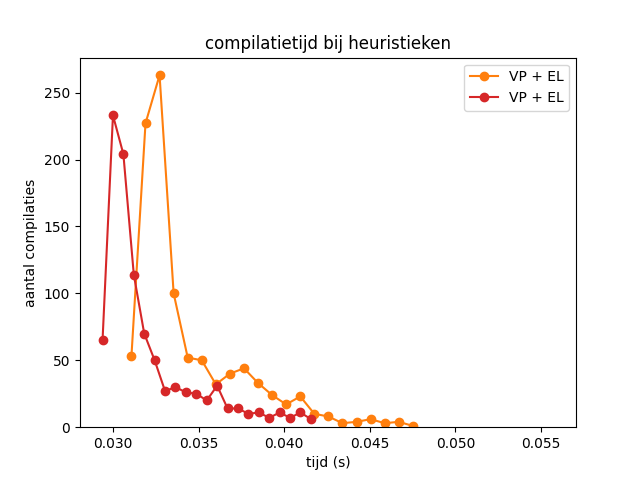 compilatietijd bij heuristieken
VP + EL
VP + EL
aantal compilaties
250
200
150
100
50
0
0.030 0.035 0.040 0.045 0.050 0.055
tijd (s)